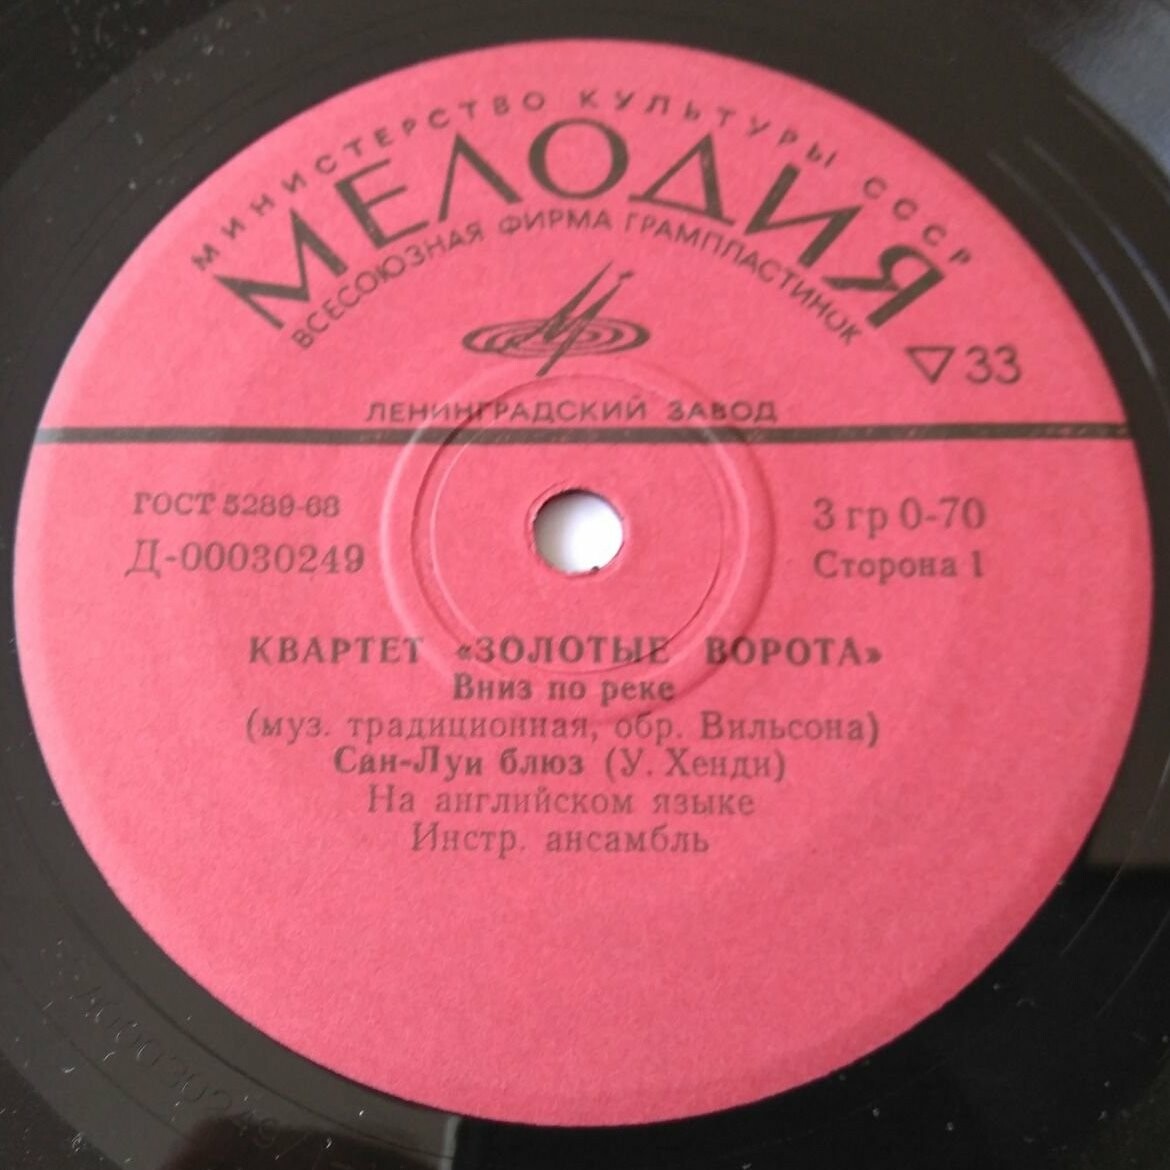 МИНИСТЕРСТВО КУЛЬТУРЫ СССР
МЕЛОДИЯ
ВСЕСОЮЗНАЯ ФИРМА ГРАМПЛАСТИНОК
33
ЛЕНИНГРАДСКИЙ ЗАВОД
ГОСТ 5289-68
Д-00030249
3 гр 0-70
Сторона 1
КВАРТЕТ «ЗОЛОТЫЕ ВОРОТА»
Вниз по реке
(муз. традиционная, обр. Вильсона)
Сан-Луи блюз (У. Хенди)
На английском языке
Инстр. ансамбль